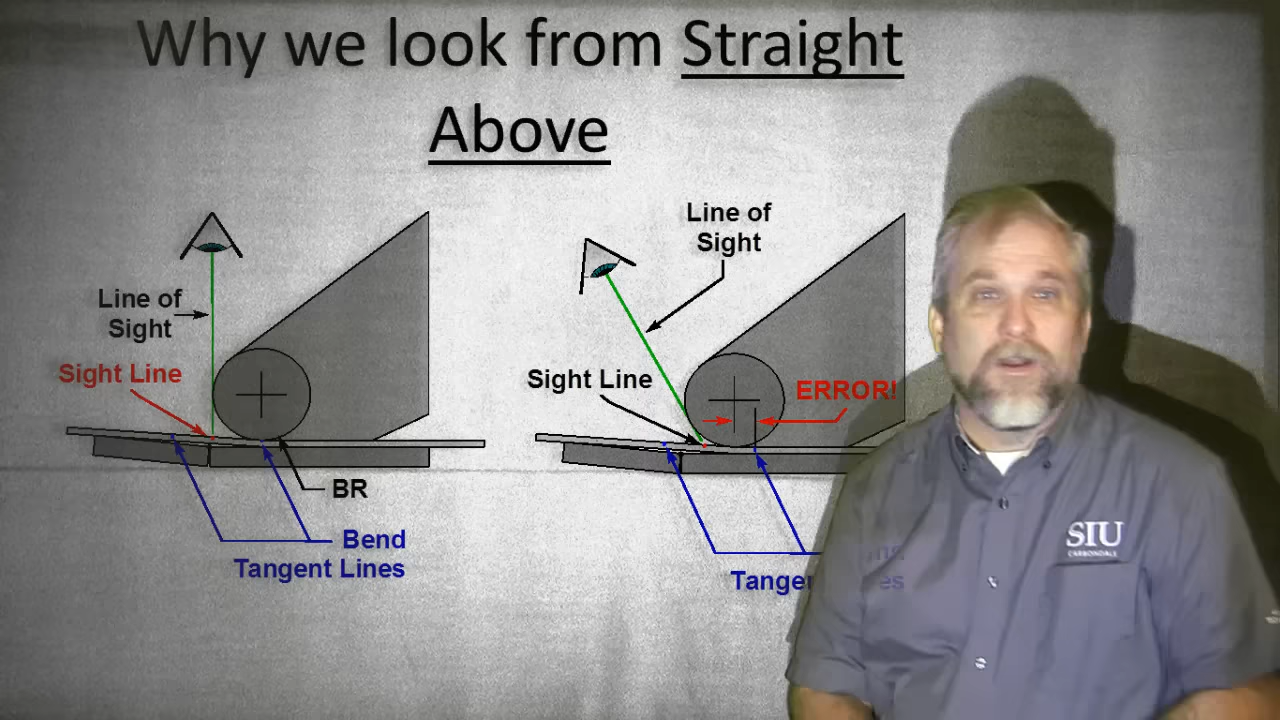 Why we look from Straight
Above
Line of
Sight
Sight Line
BR
Bend
Tangent Lines
Line of
Sight
Sight Line
ERROR!
SIU
CARBONDALE